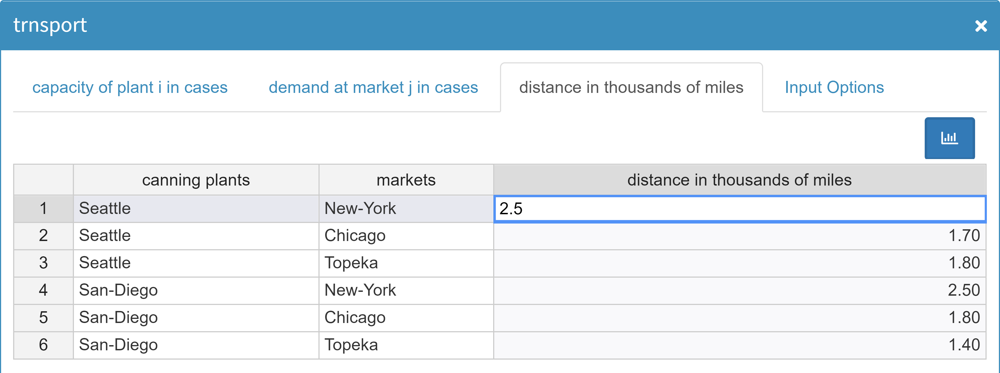 trnsport
capacity of plant i in cases demand at market j in cases distance in thousands of miles Input Options
canning plants markets distance in thousands of miles
1 Seattle New-York 2.5
2 Seattle Chicago 1.70
3 Seattle Topeka 1.80
4 San-Diego New-York 2.50
5 San-Diego Chicago 1.80
6 San-Diego Topeka 1.40